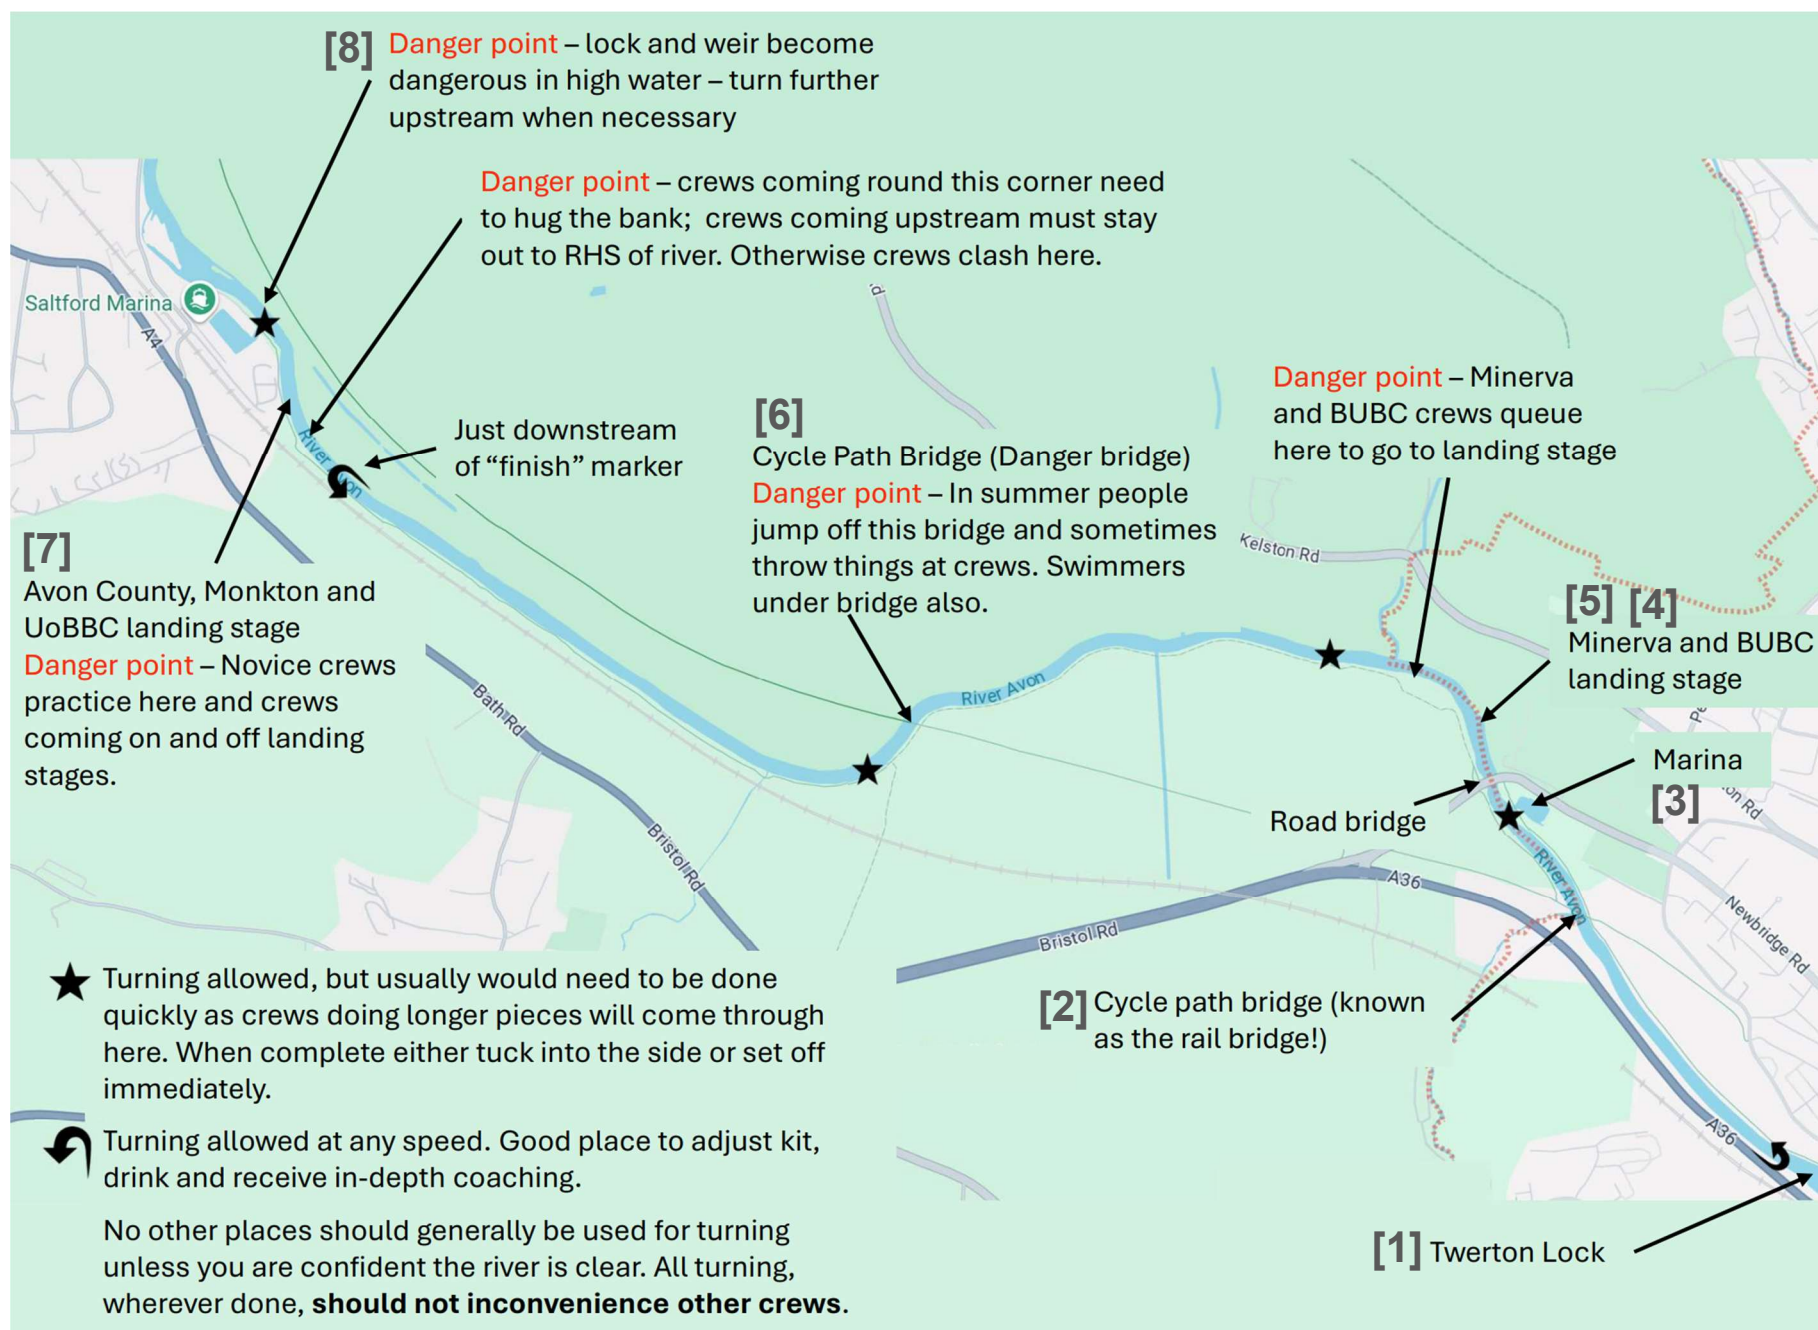 [8] Danger point – lock and weir become
dangerous in high water – turn further
upstream when necessary
Danger point – crews coming round this corner need
to hug the bank; crews coming upstream must stay
out to RHS of river. Otherwise crews clash here.
Saltford Marina
A4
River Avon
Just downstream
of “finish” marker
[6]
Cycle Path Bridge (Danger bridge)
Danger point – In summer people
jump off this bridge and sometimes
throw things at crews. Swimmers
under bridge also.
Danger point – Minerva
and BUBC crews queue
here to go to landing stage
Kelston Rd
[7]
Avon County, Monkton and
UoBBC landing stage
Danger point – Novice crews
practice here and crews
coming on and off landing
stages.
[5] [4]
Minerva and BUBC
landing stage
River Avon
Bath Rd
Bristol Rd
Marina
[3]
on Rd
Road bridge
River Avon
A36
Bristol Rd
Newbridge Rd
[2] Cycle path bridge (known
as the rail bridge!)
A36
[1] Twerton Lock
Turning allowed, but usually would need to be done
quickly as crews doing longer pieces will come through
here. When complete either tuck into the side or set off
immediately.
Turning allowed at any speed. Good place to adjust kit,
drink and receive in-depth coaching.
No other places should generally be used for turning
unless you are confident the river is clear. All turning,
wherever done, should not inconvenience other crews.